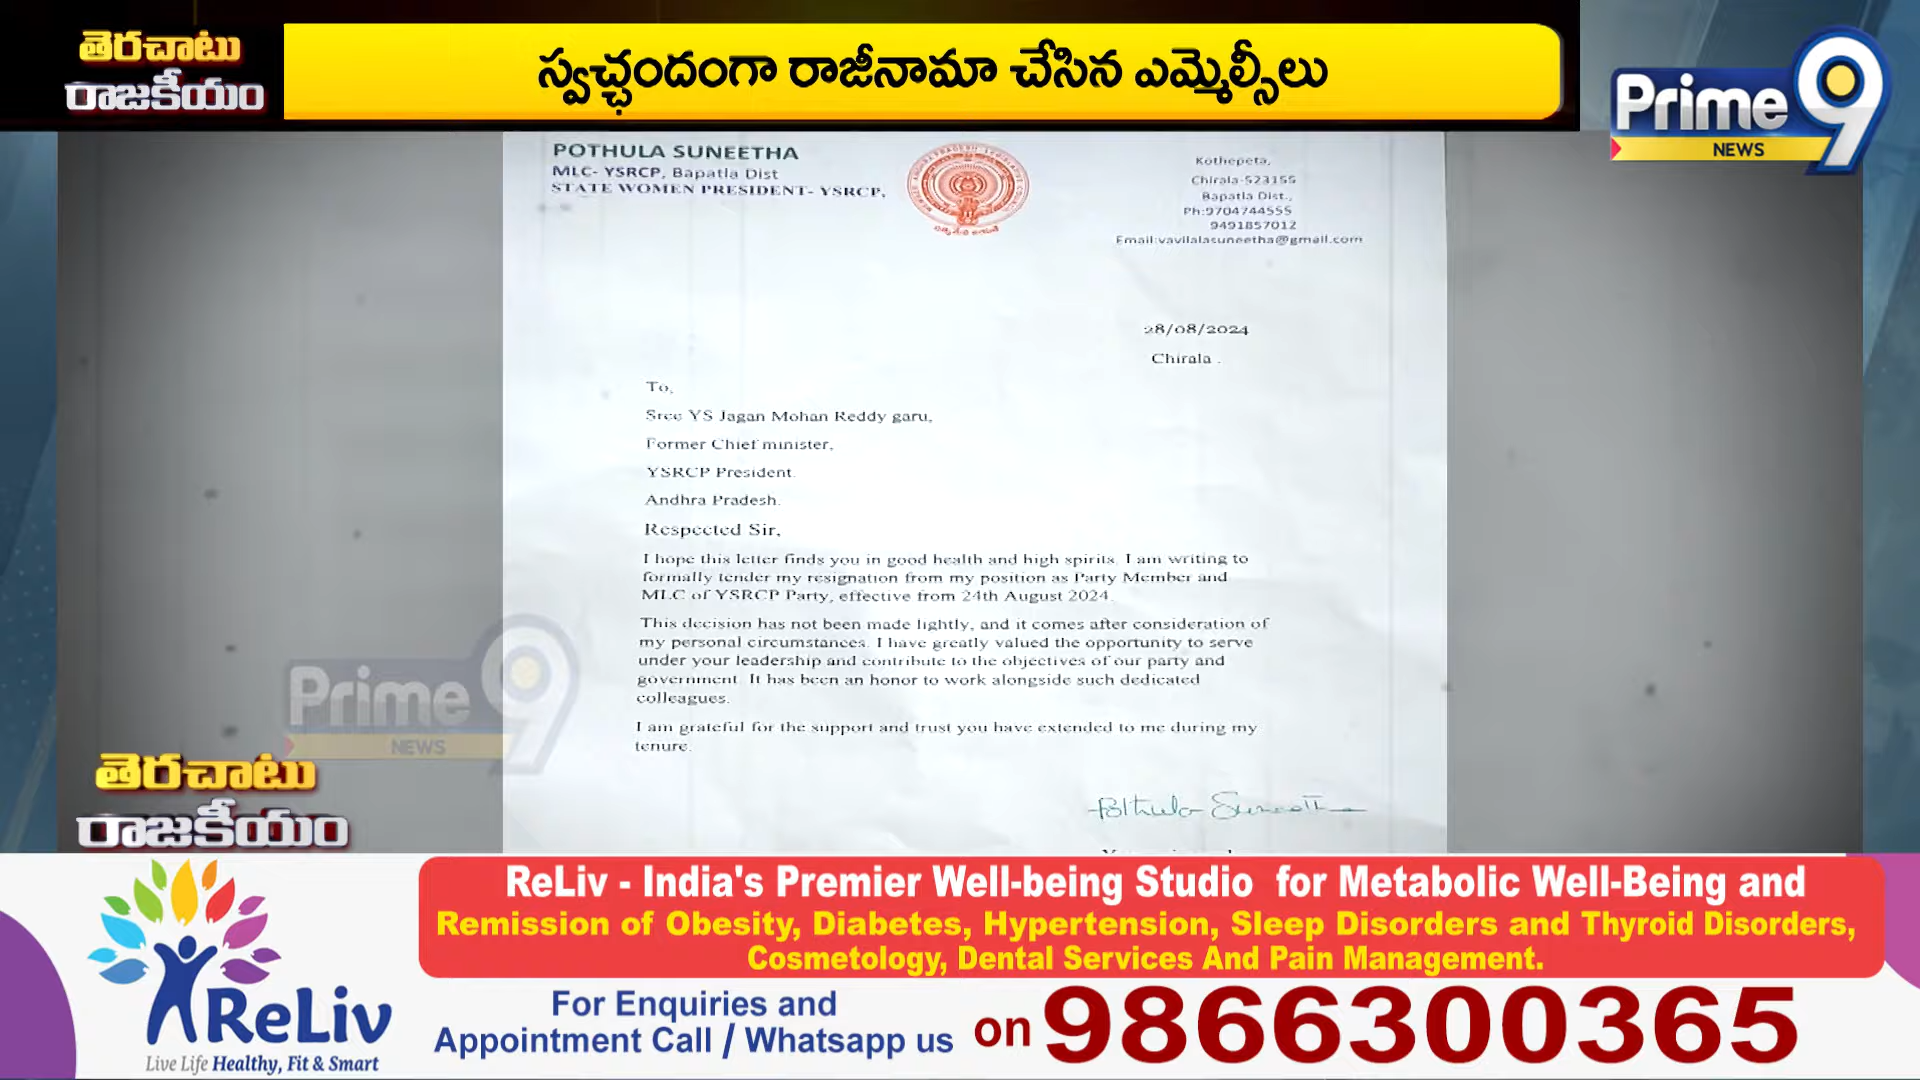 తెరచాటు
రాజకీయం
స్వచ్ఛందంగా రాజీనామా చేసిన ఎమ్మెల్సీలు
Prime9
NEWS
POTHULA SUNEETHA
MLC- YSRCP, Bapatla Dist
STATE WOMEN PRESIDENT- YSRCP,
Kothepeta,
Chirala-523155
Bapatla Dist.,
Ph:9704744555
9491857012
Email:vavilalasuneetha@gmail.com
28/08/2024
Chirala .
To,
Sree YS Jagan Mohan Reddy garu,
Former Chief minister,
YSRCP President.
Andhra Pradesh.
Respected Sir,
I hope this letter finds you in good health and high spirits. I am writing to
formally tender my resignation from my position as Party Member and
MLC of YSRCP Party, effective from 24th August 2024.
This decision has not been made lightly, and it comes after consideration of
my personal circumstances. I have greatly valued the opportunity to serve
under your leadership and contribute to the objectives of our party and
government. It has been an honor to work alongside such dedicated
colleagues.
I am grateful for the support and trust you have extended to me during my
tenure.
Pothula Suneetha
Prime9
NEWS
తెరచాటు
రాజకీయం
ReLiv
Live Life Healthy, Fit & Smart
ReLiv - India's Premier Well-being Studio for Metabolic Well-Being and
Remission of Obesity, Diabetes, Hypertension, Sleep Disorders and Thyroid Disorders,
Cosmetology, Dental Services And Pain Management.
For Enquiries and
Appointment Call / Whatsapp us on 9866300365